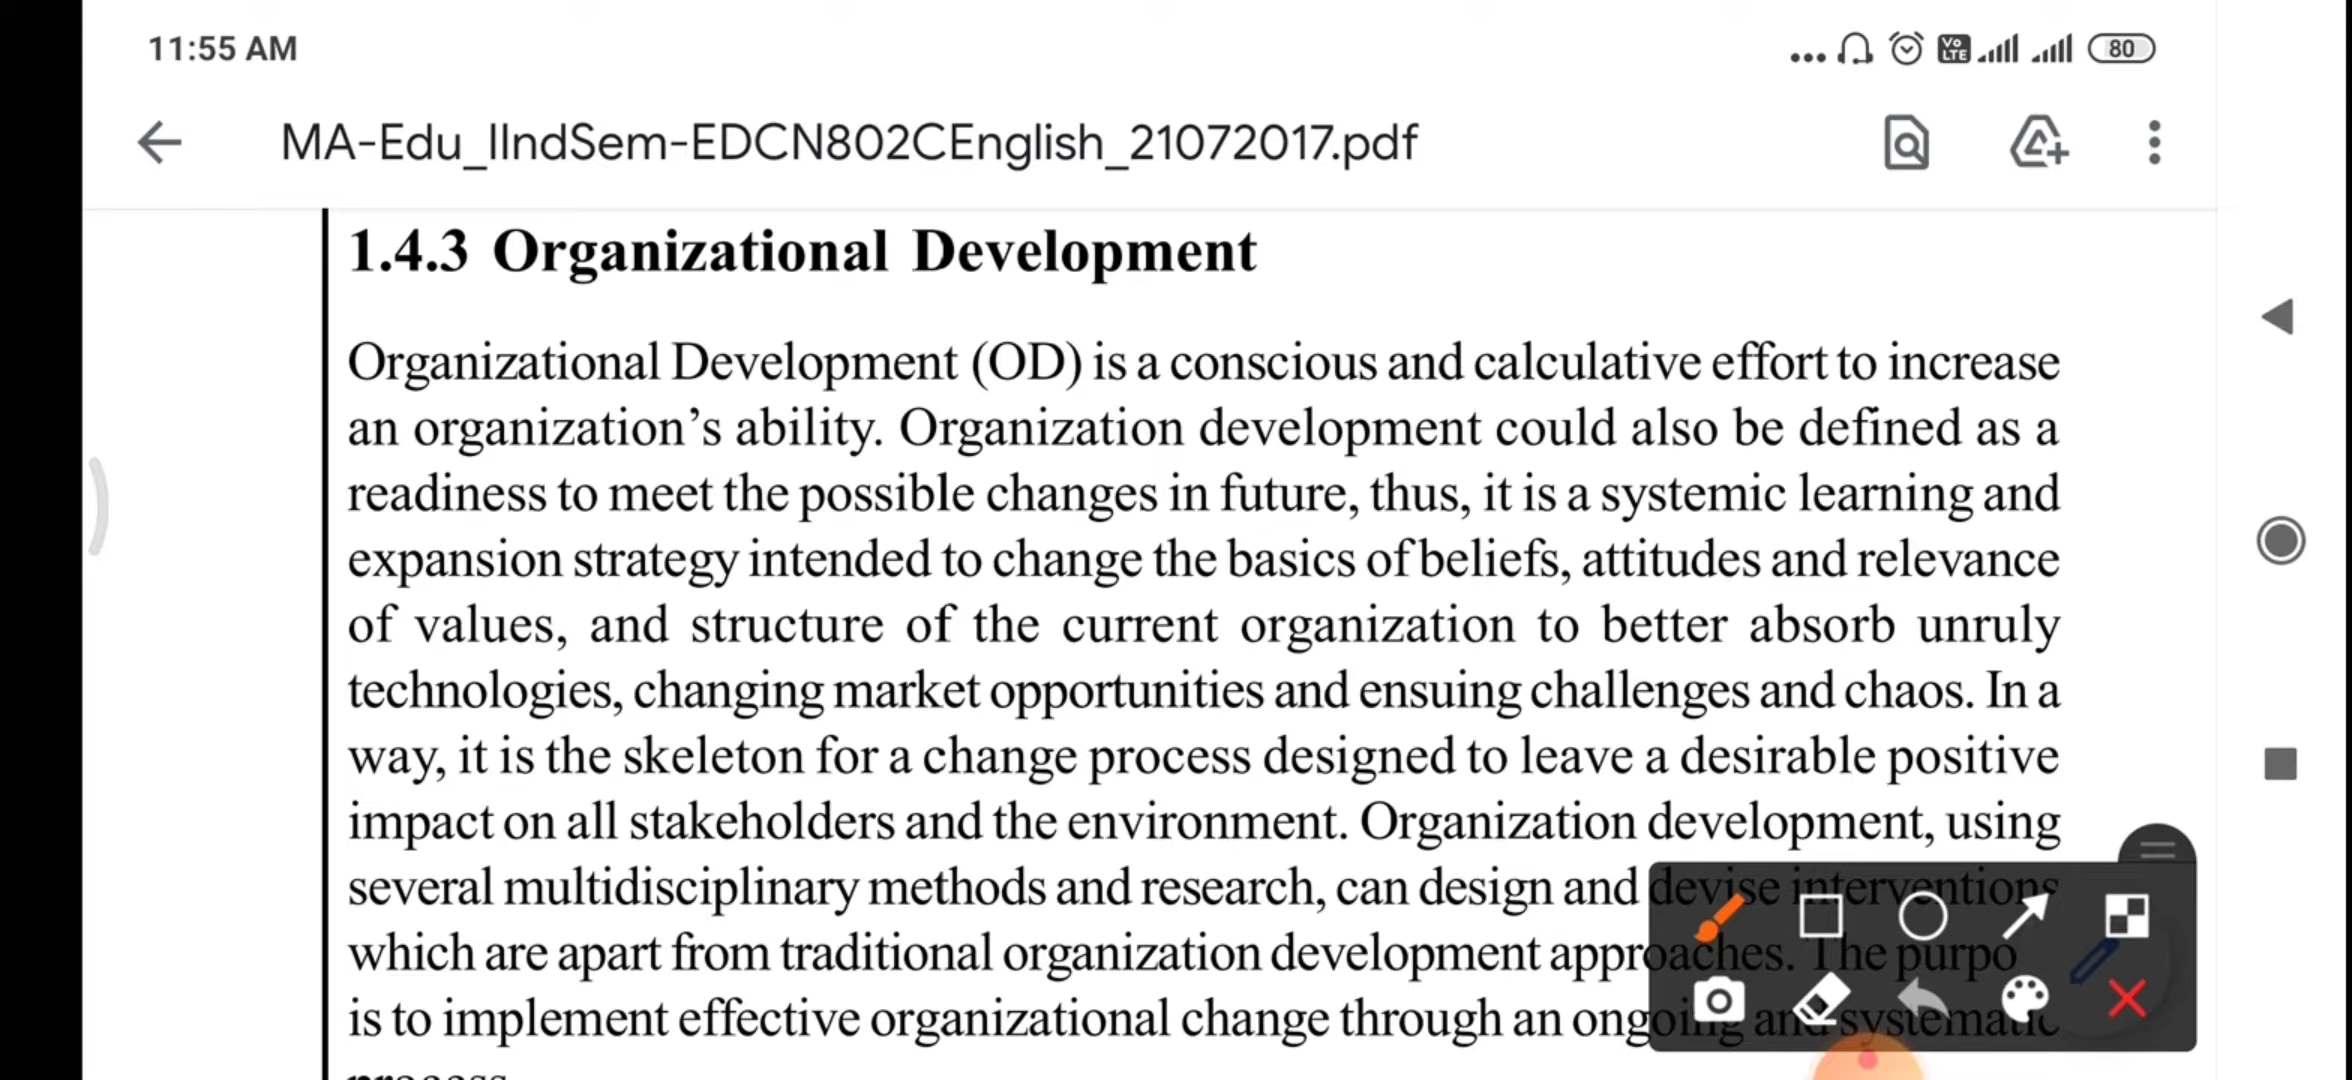 11:55 AM
80
MA-Edu_IIndSem-EDCN802CEnglish_21072017.pdf
1.4.3 Organizational Development
Organizational Development (OD) is a conscious and calculative effort to increase
an organization’s ability. Organization development could also be defined as a
readiness to meet the possible changes in future, thus, it is a systemic learning and
expansion strategy intended to change the basics of beliefs, attitudes and relevance
of values, and structure of the current organization to better absorb unruly
technologies, changing market opportunities and ensuing challenges and chaos. In a
way, it is the skeleton for a change process designed to leave a desirable positive
impact on all stakeholders and the environment. Organization development, using
several multidisciplinary methods and research, can design and devise interventions
which are apart from traditional organization development approaches. The purpo
is to implement effective organizational change through an ongoing and systematic